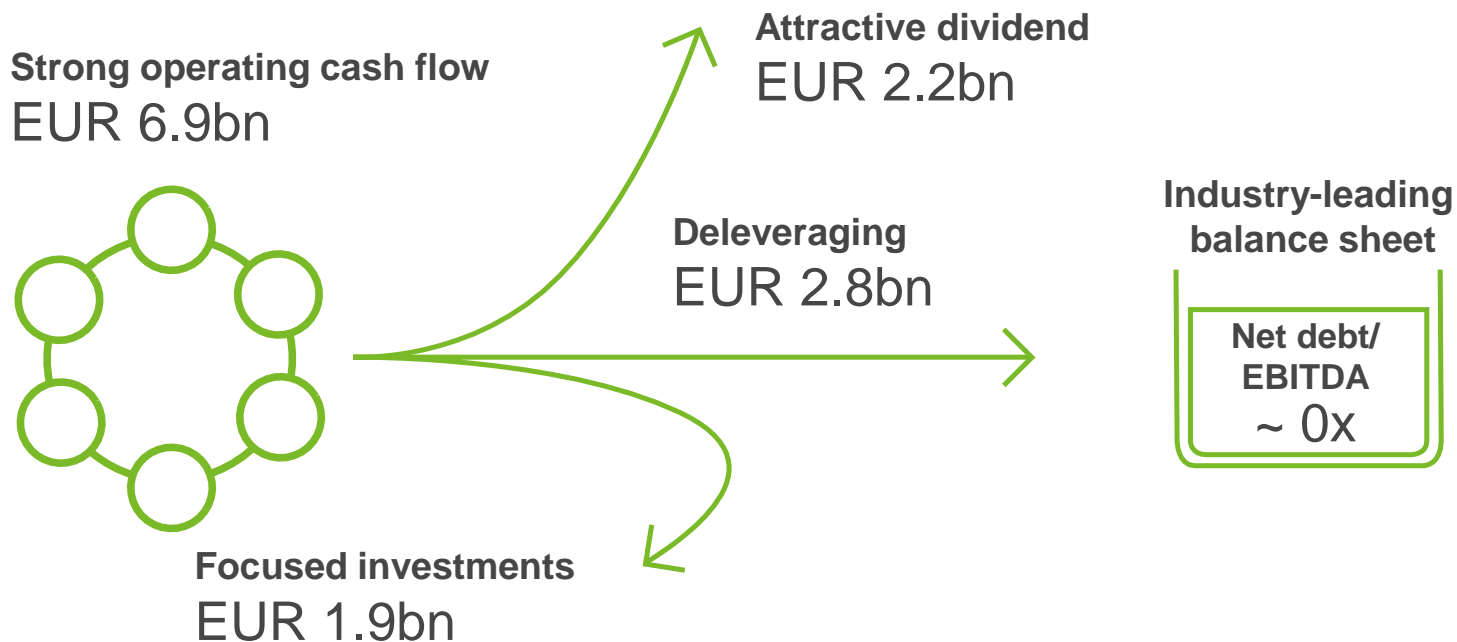 Strong operating cash flow
EUR 6.9bn
Attractive dividend
EUR 2.2bn
Deleveraging
EUR 2.8bn
Focused investments
EUR 1.9bn
Industry-leading
balance sheet
Net debt/
EBITDA
~ 0x